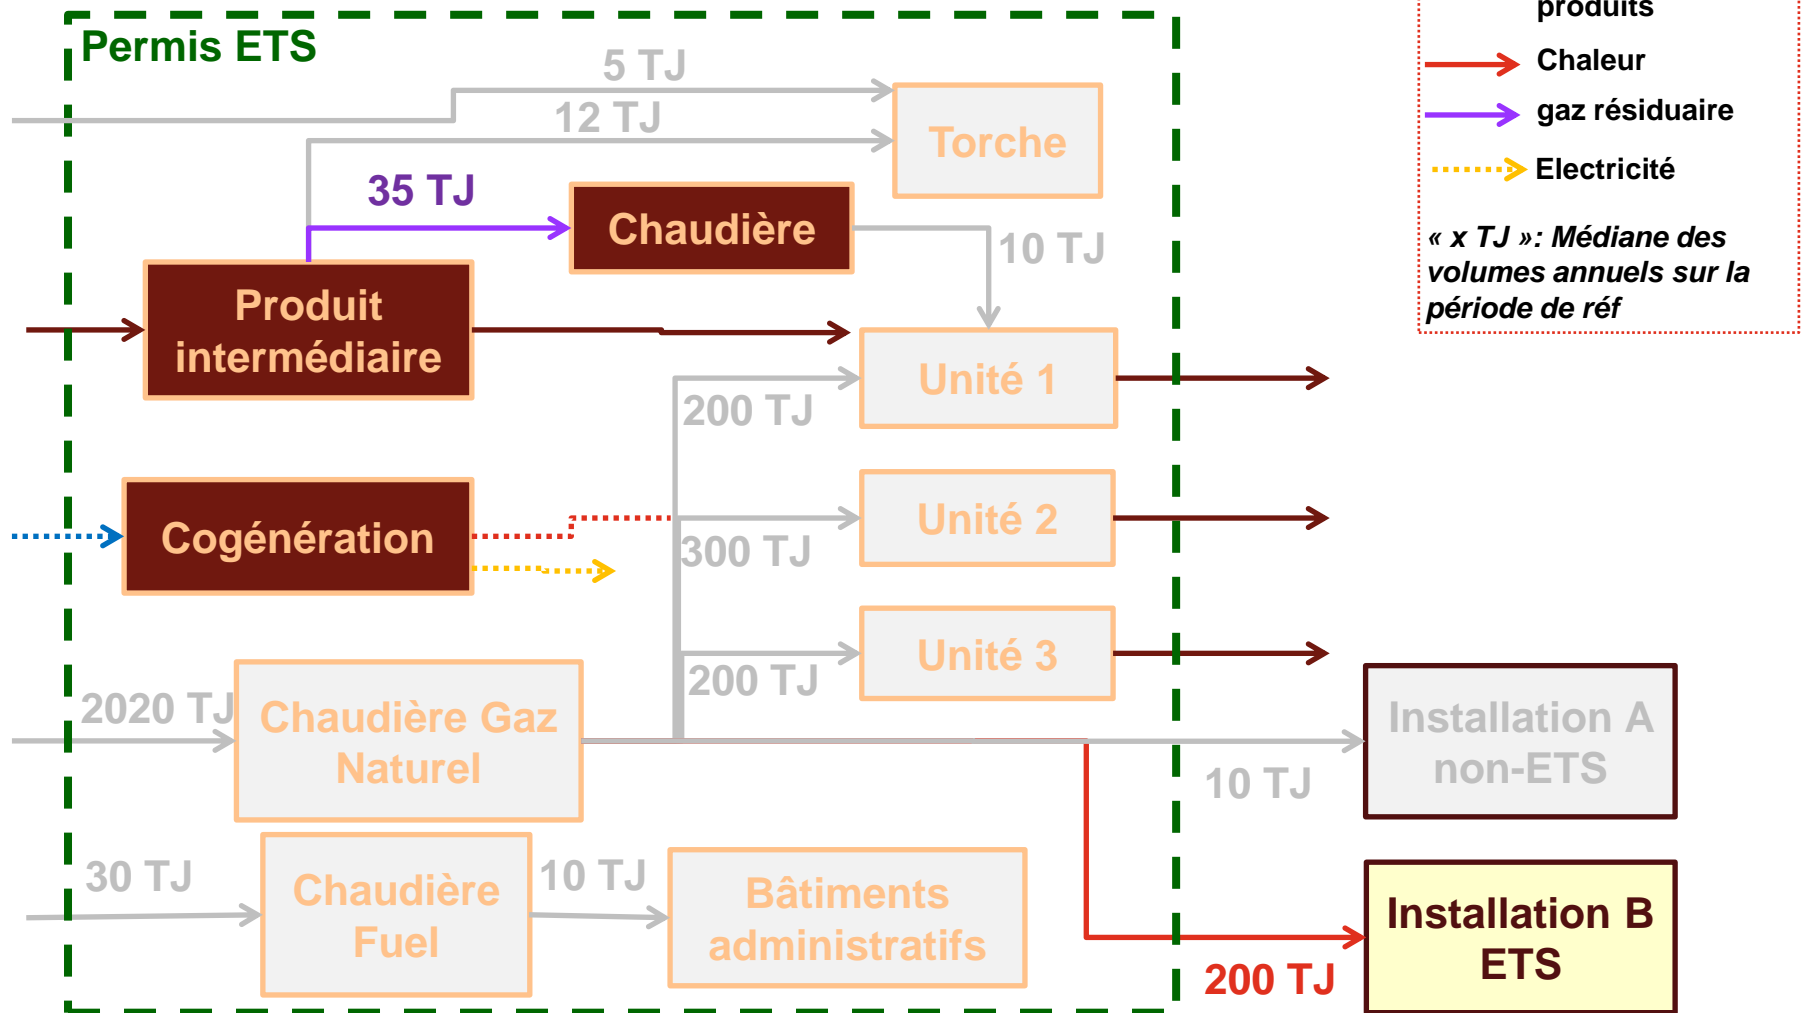 produits
Permis ETS
Chaleur
5 TJ
gaz résiduaire
12 TJ
Torche
Electricité
35 TJ
Chaudière
« x TJ »: Médiane des
volumes annuels sur la
période de réf
10 TJ
Produit
intermédiaire
Unité 1
200 TJ
Cogénération
Unité 2
300 TJ
Unité 3
200 TJ
2020 TJ
Chaudière Gaz
Naturel
Installation A
non-ETS
10 TJ
30 TJ
Chaudière
Fuel
10 TJ
Bâtiments
administratifs
Installation B
ETS
200 TJ